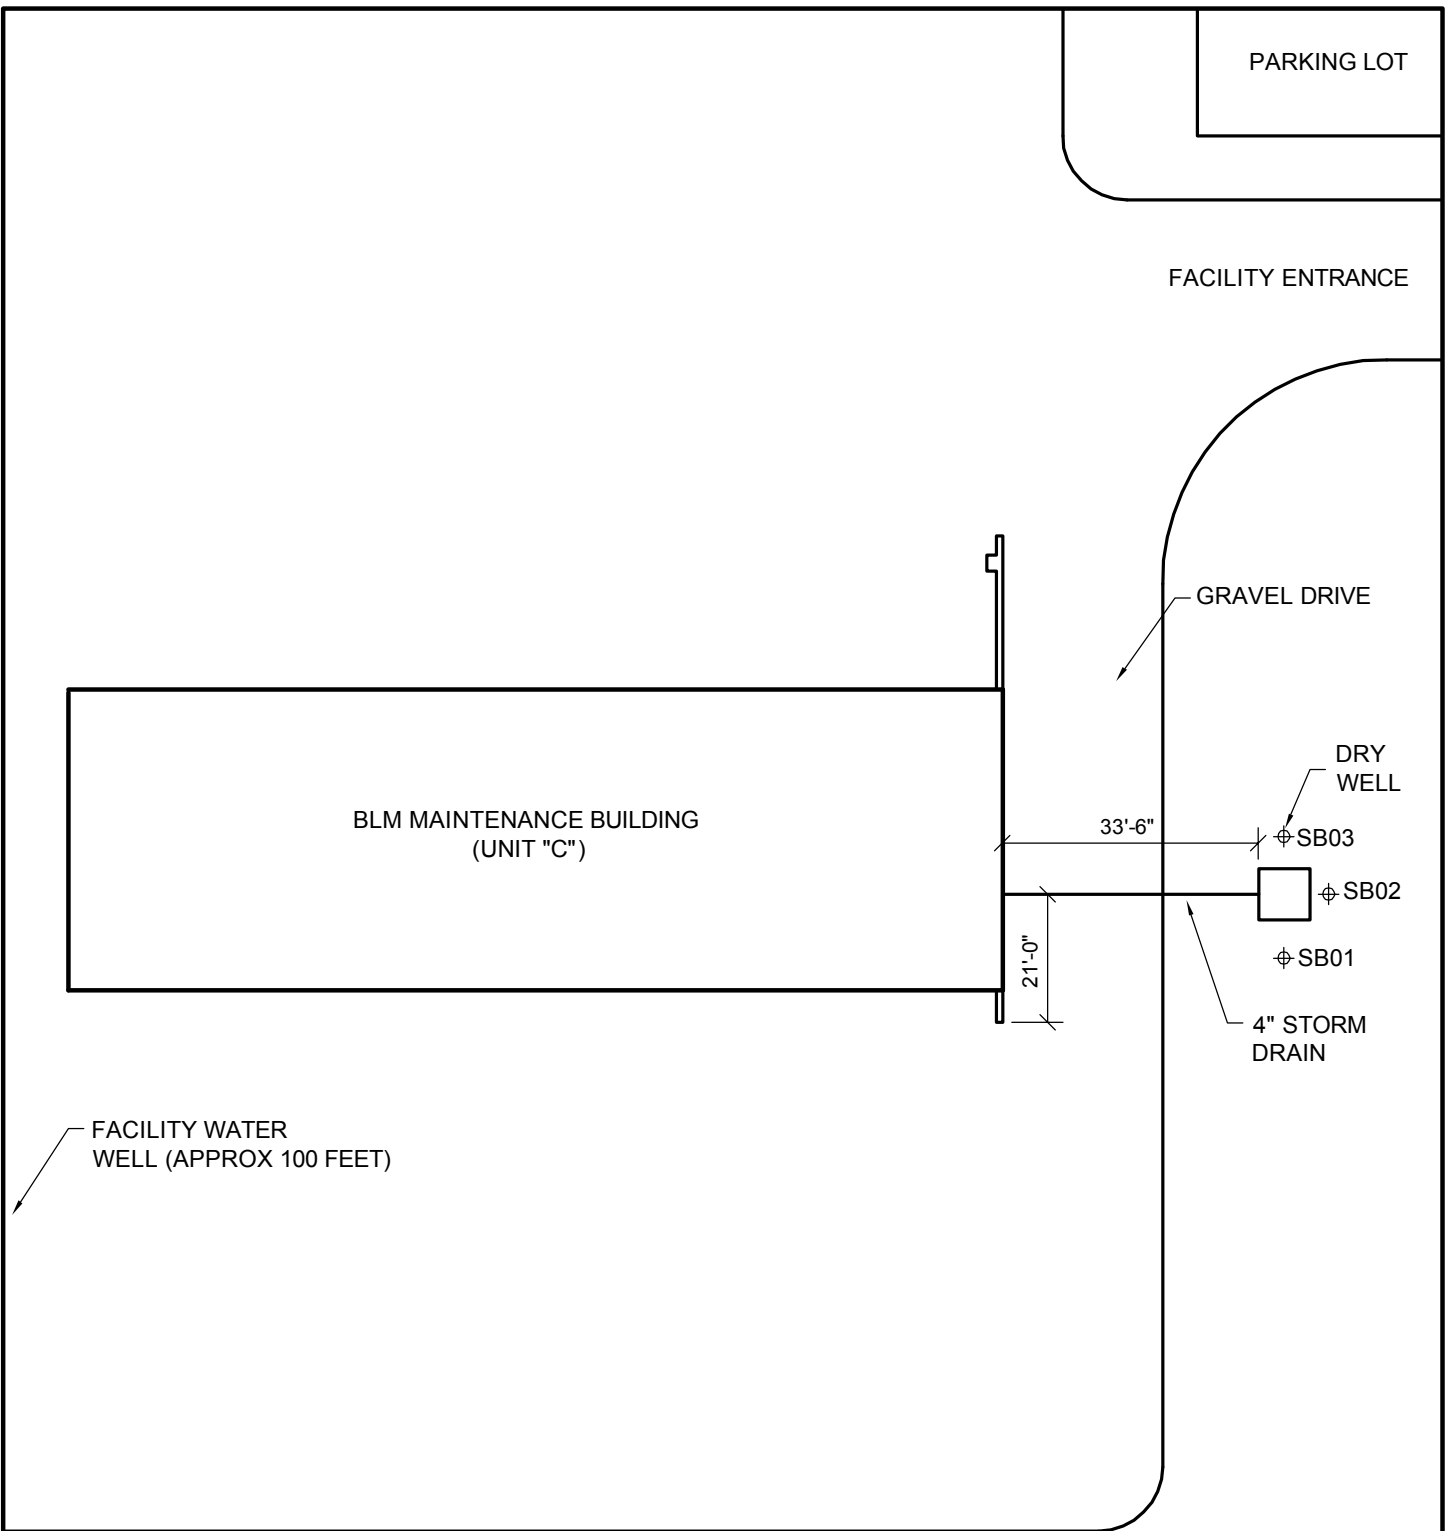 PARKING LOT
FACILITY ENTRANCE
GRAVEL DRIVE
DRY
WELL
BLM MAINTENANCE BUILDING
(UNIT "C")
33'-6"
SB03
SB02
21'-0"
SB01
4" STORM
DRAIN
FACILITY WATER
WELL (APPROX 100 FEET)